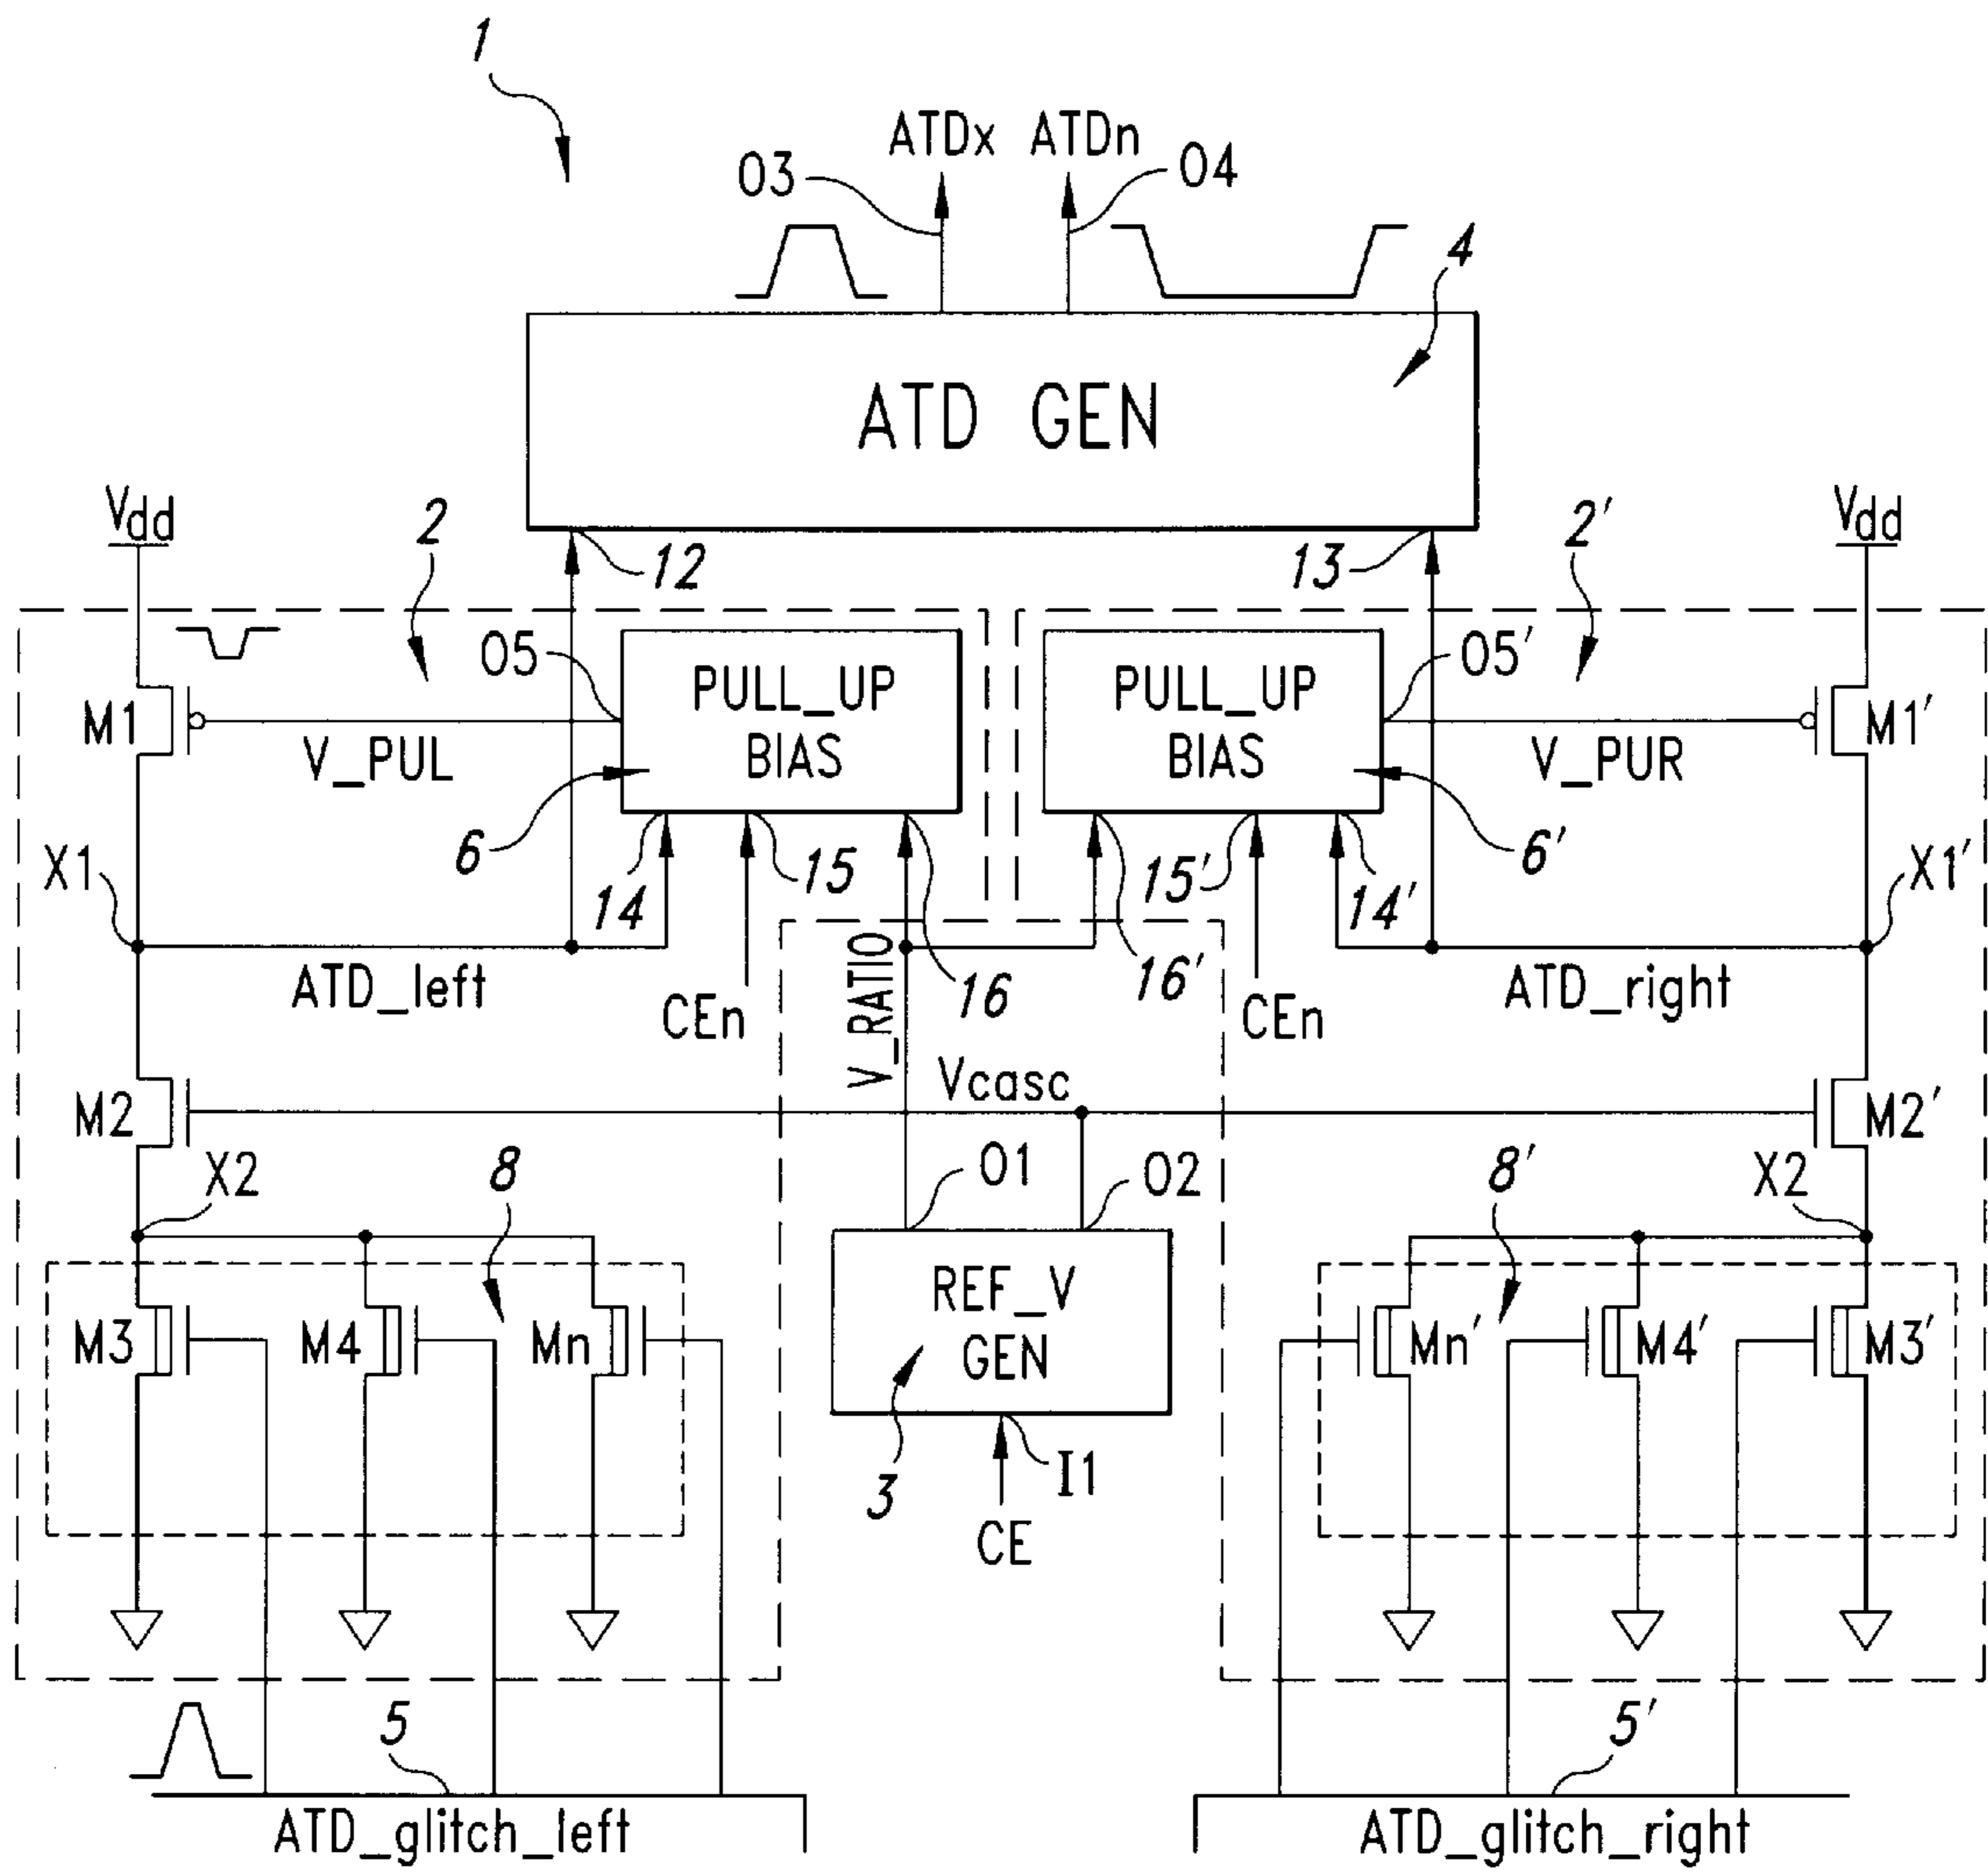 1
ATDx ATDn
O3
O4
4
ATD GEN
Vdd
2
12
13
2'
Vdd
O5
PULL_UP
BIAS
PULL_UP
BIAS
O5'
M1
V_PUL
V_PUR
M1'
6
6'
X1
14
15
15'
14'
X1'
ATD_left
CEn
V_RATIO
16
16'
CEn
ATD_right
Vcasc
M2
M2'
X2
8
O1
O2
8'
X2
M3
M4
Mn
REF_V
GEN
Mn'
M4'
M3'
3
I1
CE
5
5'
ATD_glitch_left
ATD_glitch_right